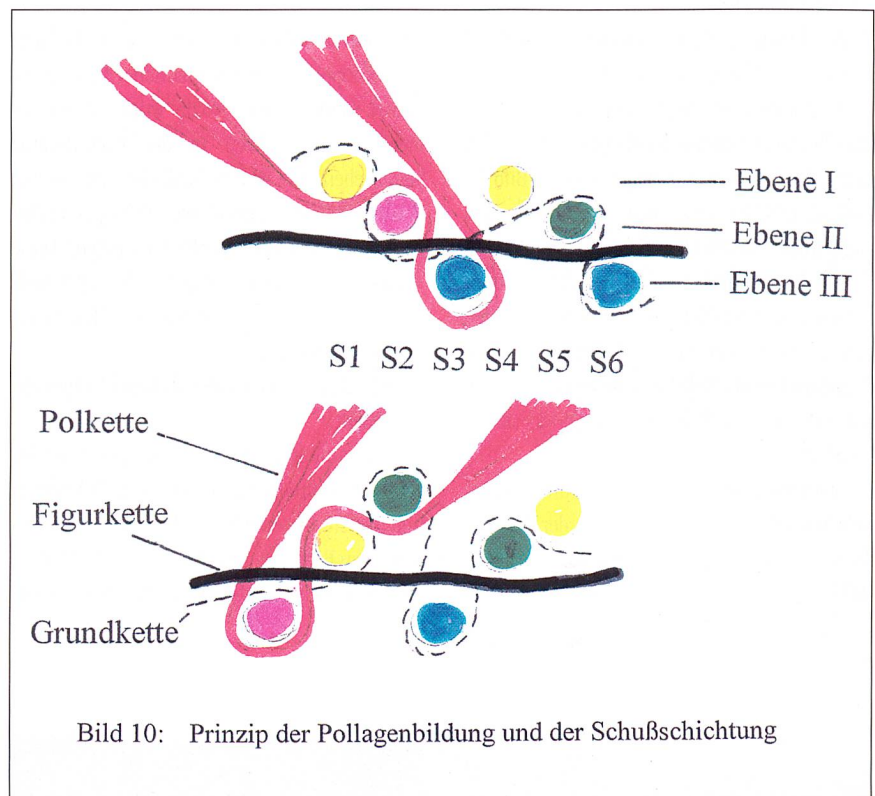 Ebene I
Ebene II
Ebene III
S1 S2 S3 S4 S5 S6
Polkette
Figurkette
Grundkette
Bild 10: Prinzip der Pollagenbildung und der Schußschichtung